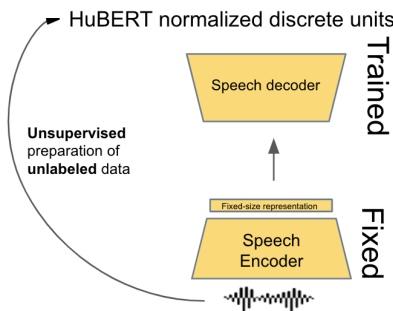 HuBERT normalized discrete units
Trained
Speech decoder
Unsupervised
preparation of
unlabeled data
Fixed-size representation
Fixed
Speech
Encoder